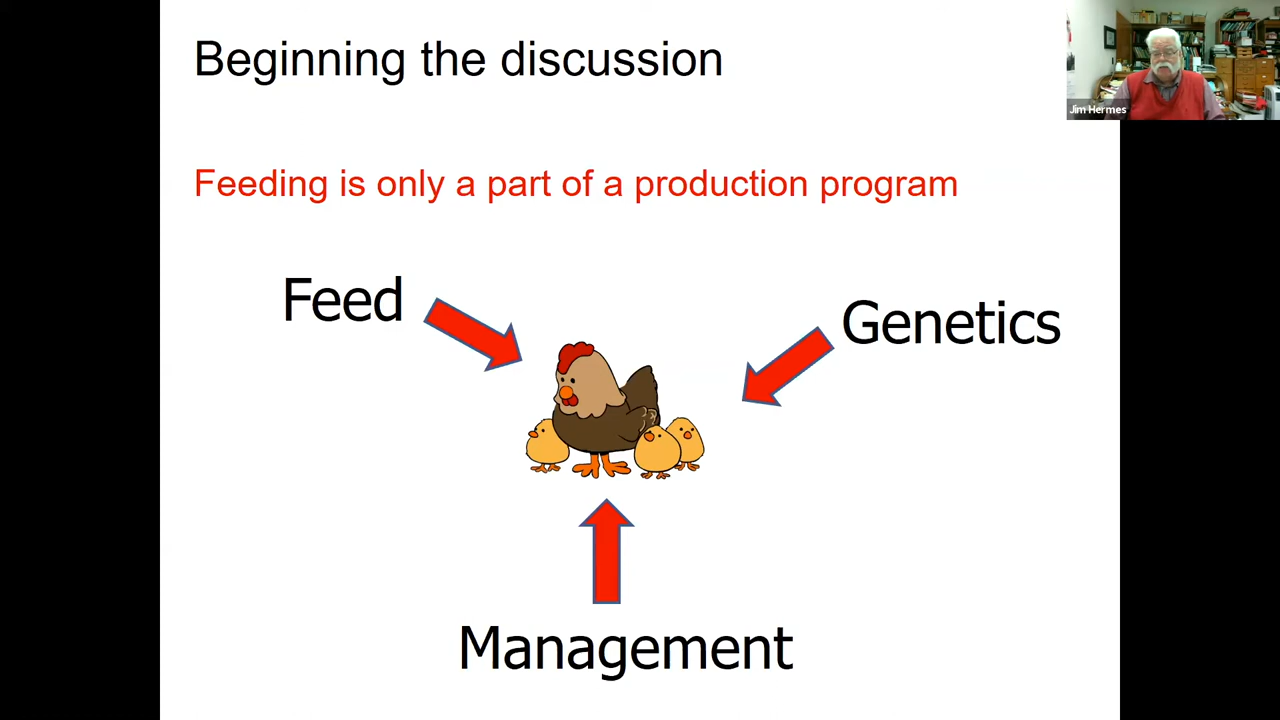 Beginning the discussion
Jim Hermes
Feeding is only a part of a production program
Feed
Genetics
Management